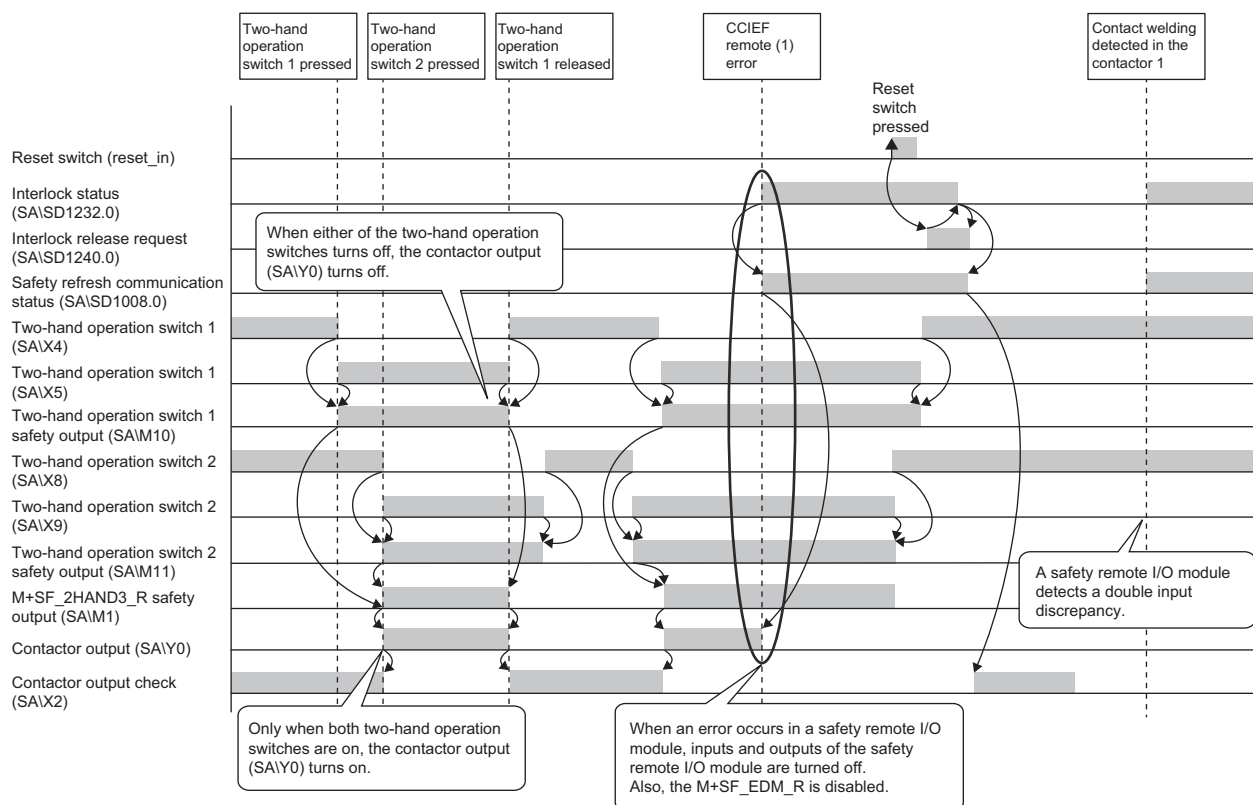 Two-hand
operation
switch 1 pressed
Two-hand
operation
switch 2 pressed
Two-hand
operation
switch 1 released
CCIEF
remote (1)
error
Contact welding
detected in the
contactor 1
Reset
switch
pressed
Reset switch (reset_in)
Interlock status
(SA\SD1232.0)
Interlock release request
(SA\SD1240.0)
When either of the two-hand operation
switches turns off, the contactor output
(SA\Y0) turns off.
Safety refresh communication
status (SA\SD1008.0)
Two-hand operation switch 1
(SA\X4)
Two-hand operation switch 1
(SA\X5)
Two-hand operation switch 1
safety output (SA\M10)
Two-hand operation switch 2
(SA\X8)
Two-hand operation switch 2
(SA\X9)
Two-hand operation switch 2
safety output (SA\M11)
M+SF_2HAND3_R safety
output (SA\M1)
A safety remote I/O module
detects a double input
discrepancy.
Contactor output (SA\Y0)
Contactor output check
(SA\X2)
Only when both two-hand operation
switches are on, the contactor output
(SA\Y0) turns on.
When an error occurs in a safety remote I/O
module, inputs and outputs of the safety
remote I/O module are turned off.
Also, the M+SF_EDM_R is disabled.